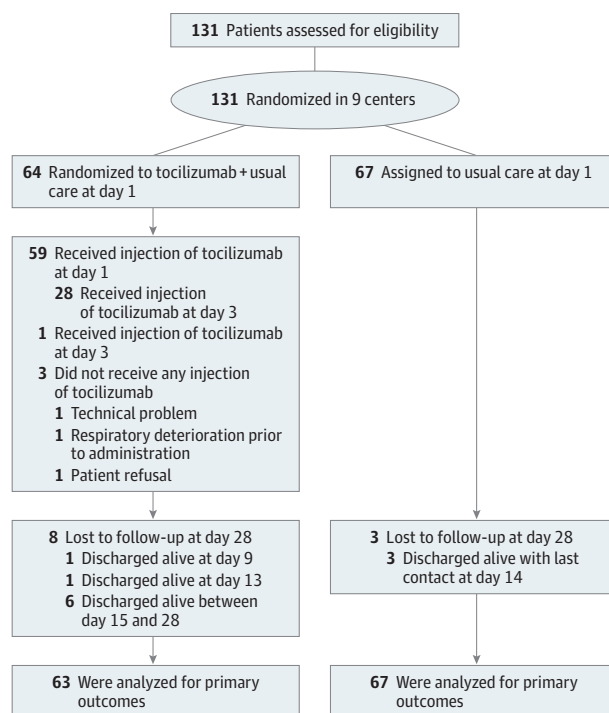 131 Patients assessed for eligibility
131 Randomized in 9 centers
64 Randomized to tocilizumab + usual
care at day 1
67 Assigned to usual care at day 1
59 Received injection of tocilizumab
at day 1
28 Received injection
of tocilizumab at day 3
1 Received injection of tocilizumab
at day 3
3 Did not receive any injection
of tocilizumab
1 Technical problem
1 Respiratory deterioration prior
to administration
1 Patient refusal
8 Lost to follow-up at day 28
1 Discharged alive at day 9
1 Discharged alive at day 13
6 Discharged alive between
day 15 and 28
3 Lost to follow-up at day 28
3 Discharged alive with last
contact at day 14
63 Were analyzed for primary
outcomes
67 Were analyzed for primary
outcomes